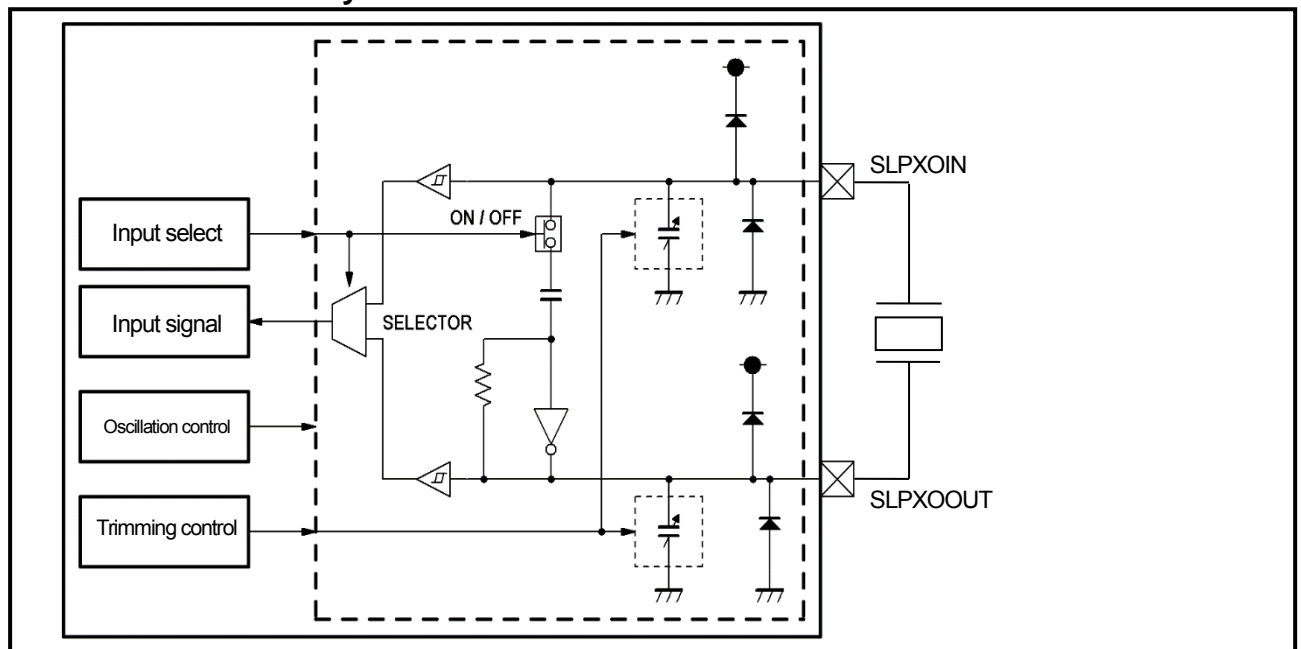 SLPXOIN
ON / OFF
Input select
Input signal
SELECTOR
Oscillation control
SLPXOOUT
Trimming control